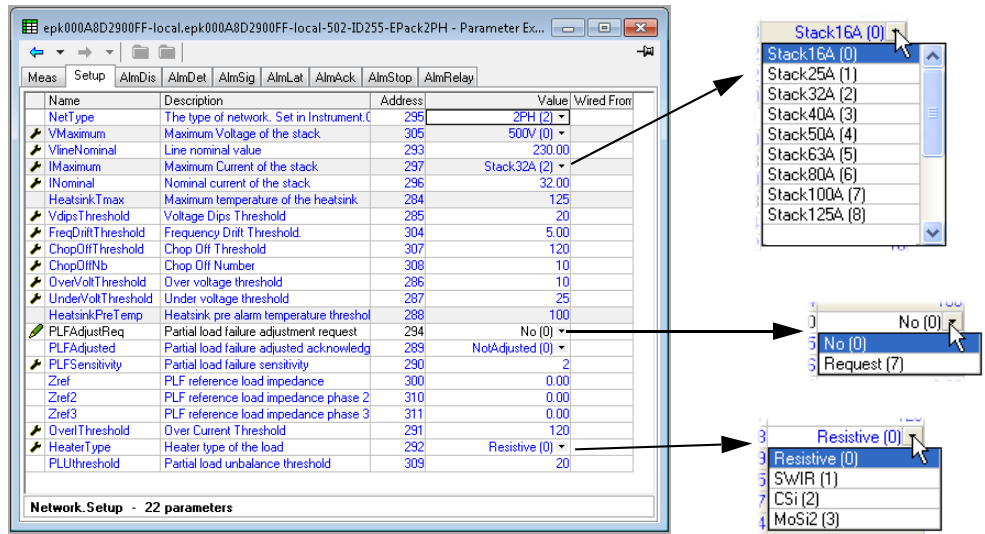 epk000A8D2900FF-local.epk000A8D2900FF-local-502-ID255-EPack2PH - Parameter Ex...
Meas Setup AlmDis AlmDet AlmSig AlmLat AlmAck AlmStop AlmRelay
Name Description Address Value Wired From
NetType The type of network. Set in Instrument.C 295 2PH (2)
VMaximum Maximum Voltage of the stack 305 500V (0)
VlineNominal Line nominal value 293 230.00
IMaximum Maximum Current of the stack 297 Stack32A (2)
INominal Nominal current of the stack 296 32.00
HeatsinkTmax Maximum temperature of the heatsink 284 125
VdipsThreshold Voltage Dips Threshold 285 20
FreqDriftThreshold Frequency Drift Threshold. 304 5.00
ChopOffThreshold Chop Off Threshold 307 120
ChopOffNb Chop Off Number 308 10
OverVoltThreshold Over voltage threshold 286 10
UnderVoltThreshold Under voltage threshold 287 25
HeatsinkPreTemp Heatsink pre alarm temperature threshol 288 100
PLFAdjustReq Partial load failure adjustment request 294 No (0)
PLFAdjusted Partial load failure adjusted acknowledg 289 NotAdjusted (0)
PLFSensitivity Partial load failure sensitivity 290 2
Zref PLF reference load impedance 300 0.00
Zref2 PLF reference load impedance phase 2 310 0.00
Zref3 PLF reference load impedance phase 3 311 0.00
OverIThreshold Over Current Threshold 291 120
HeaterType Heater type of the load 292 Resistive (0)
PLUthreshold Partial load unbalance threshold 309 20
Network.Setup - 22 parameters
Stack16A (0)
Stack16A (0)
Stack25A (1)
Stack32A (2)
Stack40A (3)
Stack50A (4)
Stack63A (5)
Stack80A (6)
Stack100A (7)
Stack125A (8)
No (0)
No (0)
Request (7)
Resistive (0)
Resistive (0)
SWIR (1)
CSi (2)
MoSi2 (3)